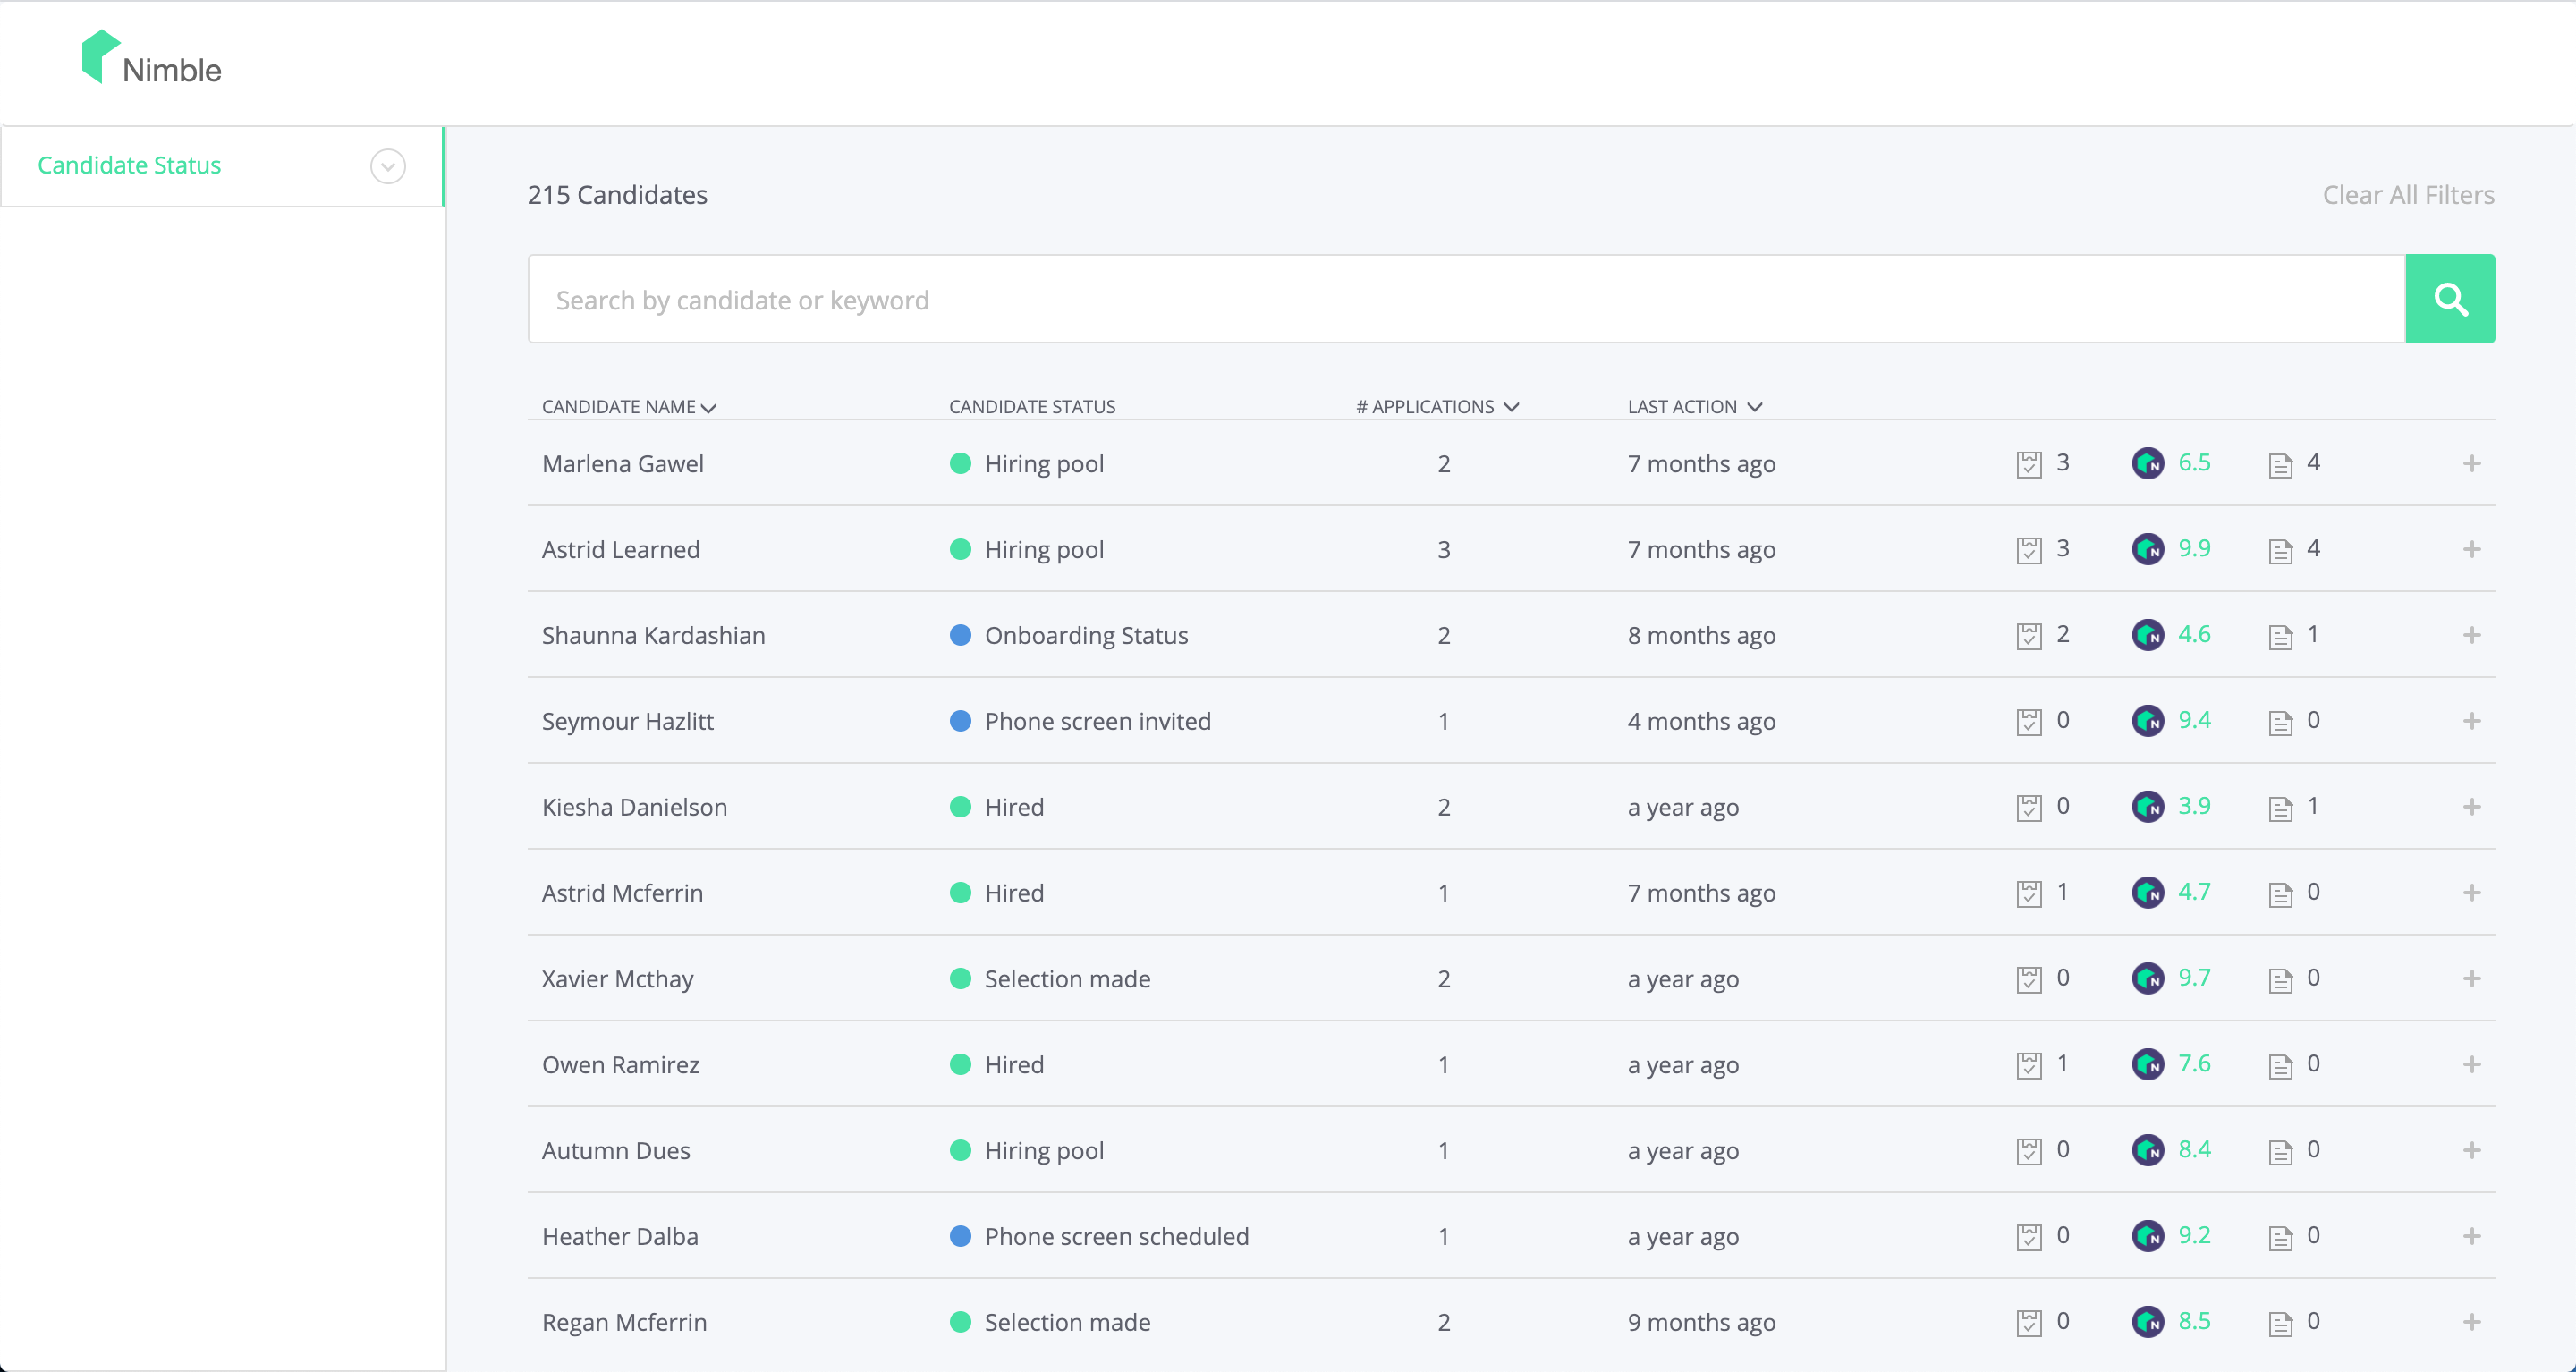 Nimble
Candidate Status
215 Candidates Clear All Filters
Search by candidate or keyword
CANDIDATE NAME CANDIDATE STATUS # APPLICATIONS LAST ACTION
Marlena Gawel Hiring pool 2 7 months ago 3 N 6.5 4 +
Astrid Learned Hiring pool 3 7 months ago 3 N 9.9 4 +
Shaunna Kardashian Onboarding Status 2 8 months ago 2 N 4.6 1 +
Seymour Hazlitt Phone screen invited 1 4 months ago 0 N 9.4 0 +
Kiesha Danielson Hired 2 a year ago 0 N 3.9 1 +
Astrid Mcferrin Hired 1 7 months ago 1 N 4.7 0 +
Xavier Mcthay Selection made 2 a year ago 0 N 9.7 0 +
Owen Ramirez Hired 1 a year ago 1 N 7.6 0 +
Autumn Dues Hiring pool 1 a year ago 0 N 8.4 0 +
Heather Dalba Phone screen scheduled 1 a year ago 0 N 9.2 0 +
Regan Mcferrin Selection made 2 9 months ago 0 N 8.5 0 +